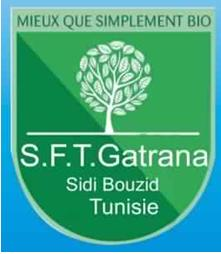 MIEUX QUE SIMPLEMENT BIO
S.F.T.Gatrana
Sidi Bouzid
Tunisie